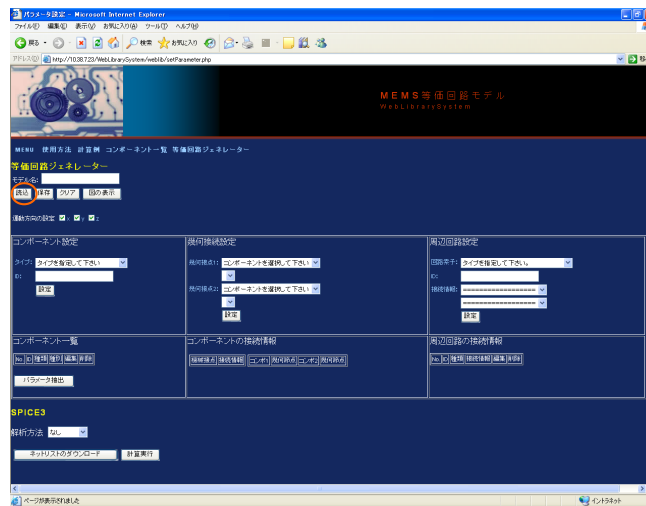 パラメータ設定 - Microsoft Internet Explorer
ファイル(F) 編集(E) 表示(V) お気に入り(A) ツール(T) ヘルプ(H)
戻る 検索 お気に入り
アドレス(D) http://10.38.7.23/WebLibrarySystem/weblib/setParameter.php
MEMS等価回路モデル
WebLibrarySystem
MENU 使用方法 計算例 コンポーネント一覧 等価回路ジェネレーター
等価回路ジェネレーター
モデル名:
読込 保存 クリア 図の表示
運動方向の設定 x y z
コンポーネント設定 幾何接続設定 周辺回路設定
タイプ: タイプを指定して下さい 幾何接点1: コンポーネントを選択して下さい 回路素子: タイプを指定して下さい。
ID: ID:
設定 幾何接点2: コンポーネントを選択して下さい 接続情報: ==================
==================
設定 設定
コンポーネント一覧 コンポーネントの接続情報 周辺回路の接続情報
No. ID 種類 編集 削除 接続情報 コンポ1 幾何節点 コンポ2 幾何節点 No. ID 種類 接続情報 編集 削除
パラメータ抽出
SPICE3
解析方法 なし
ネットリストのダウンロード 計算実行
ページが表示されました イントラネット